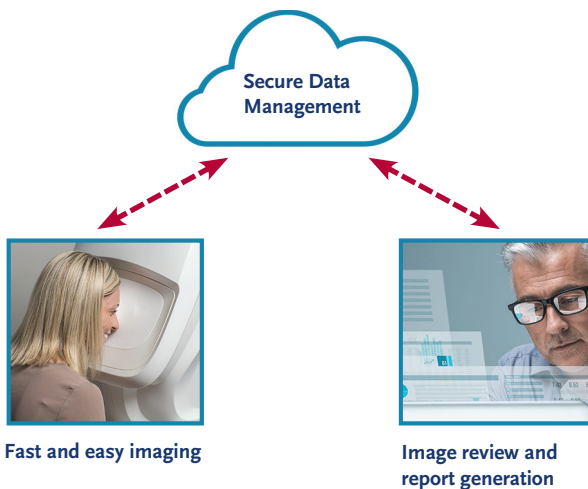 Secure Data
Management
Fast and easy imaging
Image review and
report generation